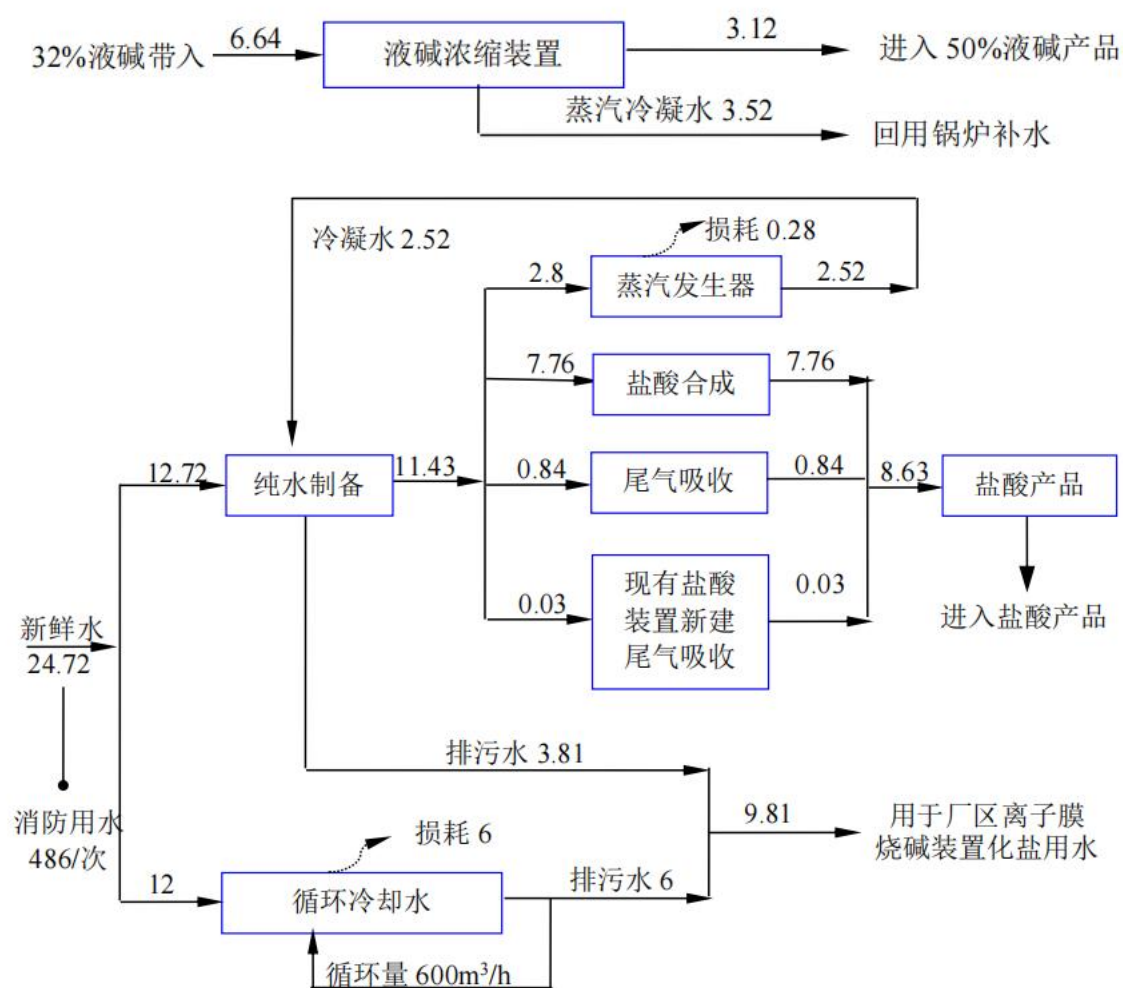 32%液碱带入
6.64
液碱浓缩装置
3.12
进入 50%液碱产品
蒸汽冷凝水 3.52
回用锅炉补水
冷凝水 2.52
损耗 0.28
2.8
蒸汽发生器
2.52
7.76
盐酸合成
7.76
12.72
纯水制备
11.43
0.84
尾气吸收
0.84
8.63
盐酸产品
0.03
现有盐酸
装置新建
尾气吸收
0.03
进入盐酸产品
新鲜水
24.72
排污水 3.81
消防用水
486/次
损耗 6
9.81
用于厂区离子膜
烧碱装置化盐用水
12
循环冷却水
排污水 6
循环量 600m³/h